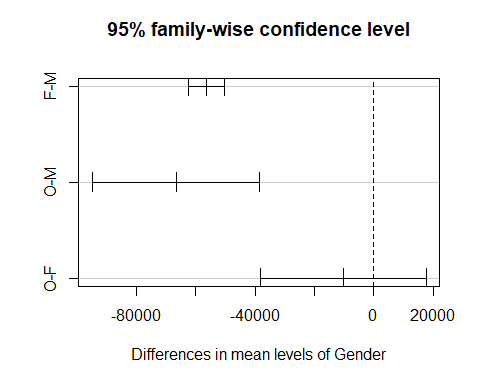 95% family-wise confidence level
F-M
O-M
O-F
-80000 -40000 0 20000
Differences in mean levels of Gender